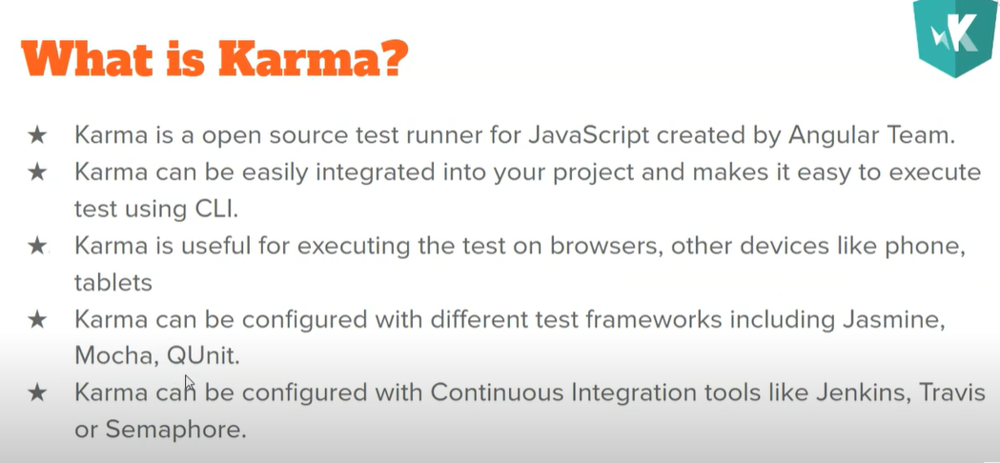 What is Karma?
K
★ Karma is a open source test runner for JavaScript created by Angular Team.
★ Karma can be easily integrated into your project and makes it easy to execute
test using CLI.
★ Karma is useful for executing the test on browsers, other devices like phone,
tablets
★ Karma can be configured with different test frameworks including Jasmine,
Mocha, QUnit.
★ Karma can be configured with Continuous Integration tools like Jenkins, Travis
or Semaphore.